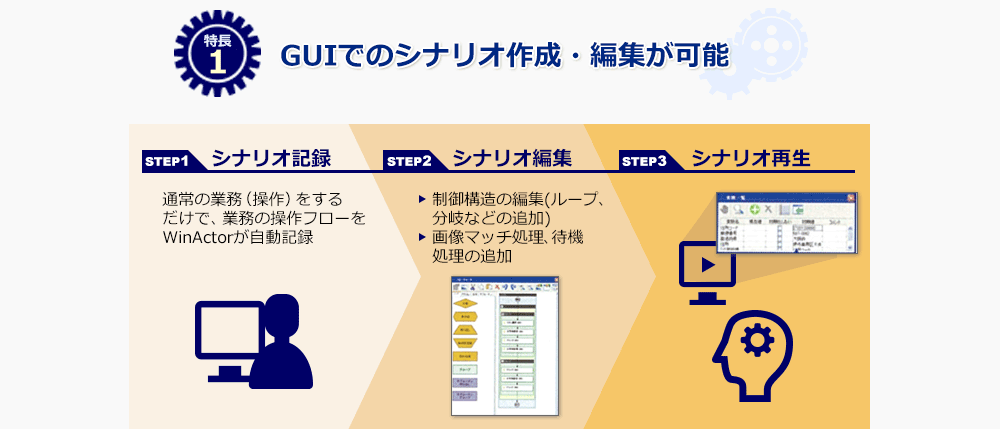 特長
1
GUIでのシナリオ作成・編集が可能
STEP1 シナリオ記録
通常の業務（操作）をする
だけで、業務の操作フローを
WinActorが自動記録
STEP2 シナリオ編集
制御構造の編集(ループ、
分岐などの追加)
画像マッチ処理、待機
処理の追加
STEP3 シナリオ再生